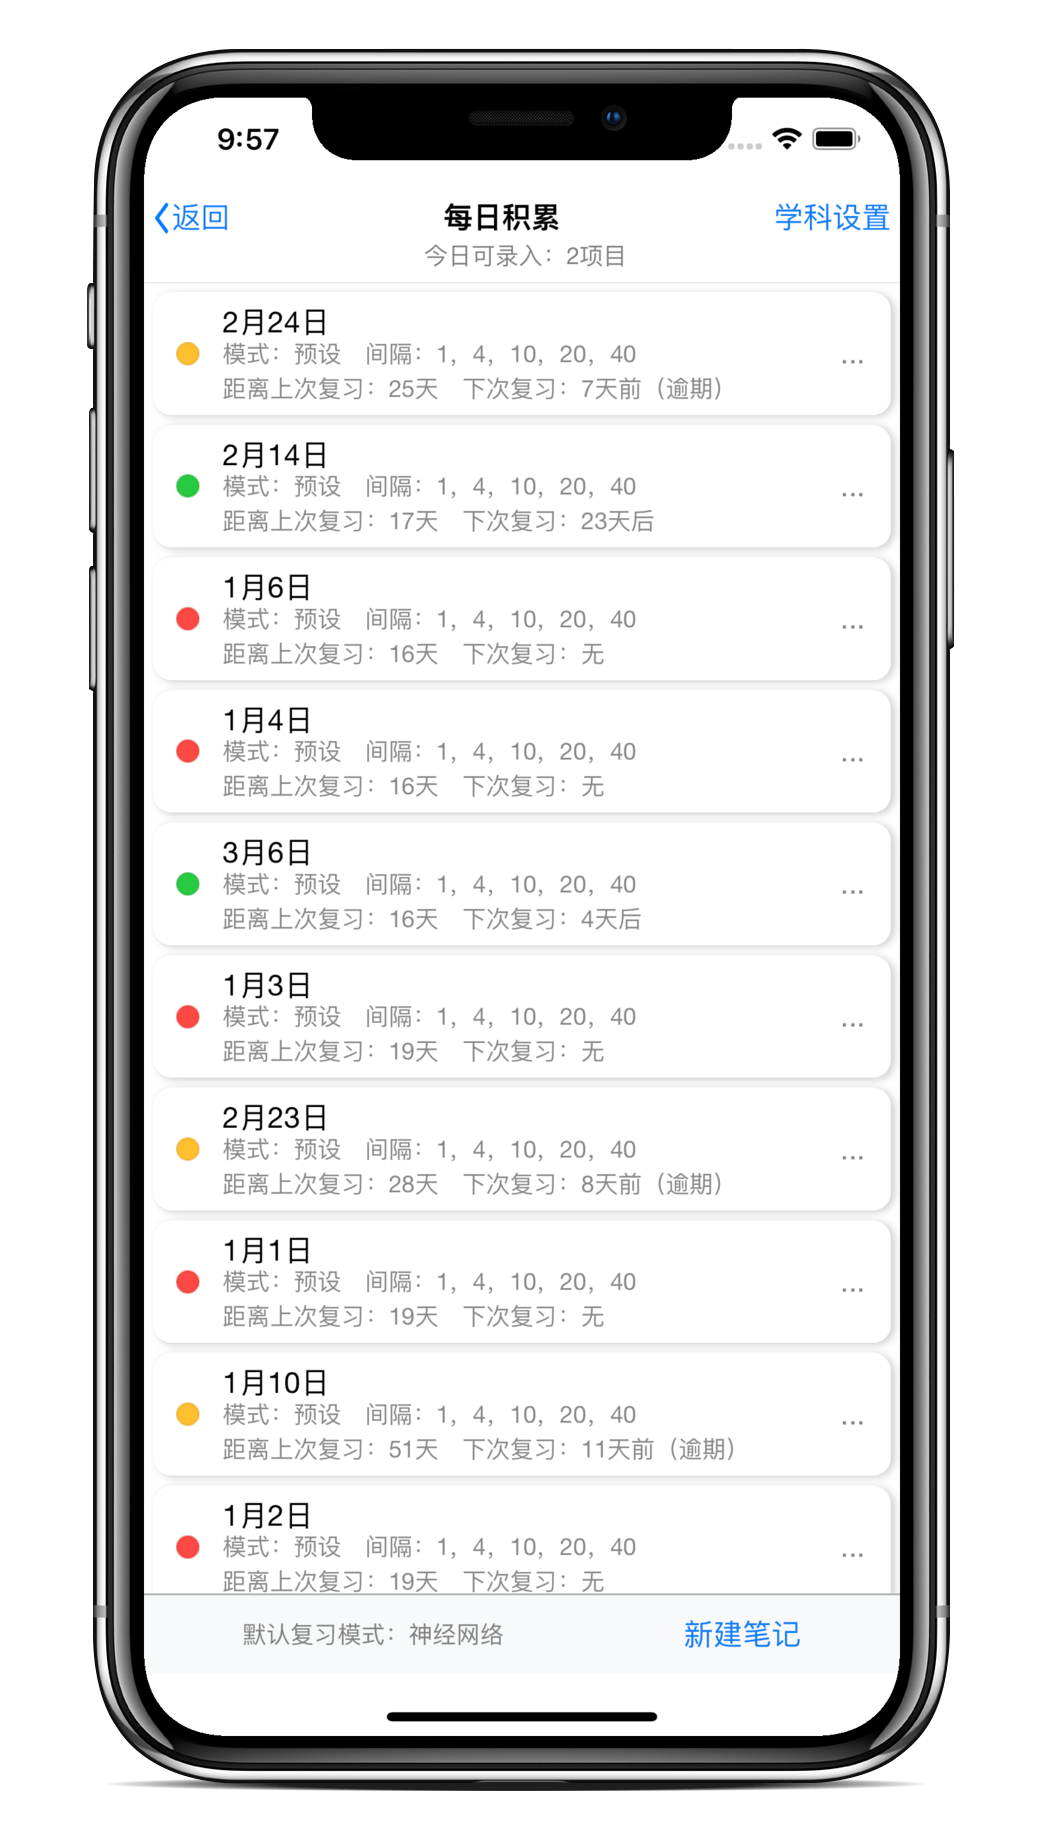 9:57
返回
每日积累
学科设置
今日可录入：2项目
2月24日
模式：预设 间隔：1，4，10，20，40
...
距离上次复习：25天 下次复习：7天前（逾期）
2月14日
模式：预设 间隔：1，4，10，20，40
...
距离上次复习：17天 下次复习：23天后
1月6日
模式：预设 间隔：1，4，10，20，40
...
距离上次复习：16天 下次复习：无
1月4日
模式：预设 间隔：1，4，10，20，40
...
距离上次复习：16天 下次复习：无
3月6日
模式：预设 间隔：1，4，10，20，40
...
距离上次复习：16天 下次复习：4天后
1月3日
模式：预设 间隔：1，4，10，20，40
...
距离上次复习：19天 下次复习：无
2月23日
模式：预设 间隔：1，4，10，20，40
...
距离上次复习：28天 下次复习：8天前（逾期）
1月1日
模式：预设 间隔：1，4，10，20，40
...
距离上次复习：19天 下次复习：无
1月10日
模式：预设 间隔：1，4，10，20，40
...
距离上次复习：51天 下次复习：11天前（逾期）
1月2日
模式：预设 间隔：1，4，10，20，40
...
距离上次复习：19天 下次复习：无
默认复习模式：神经网络
新建笔记